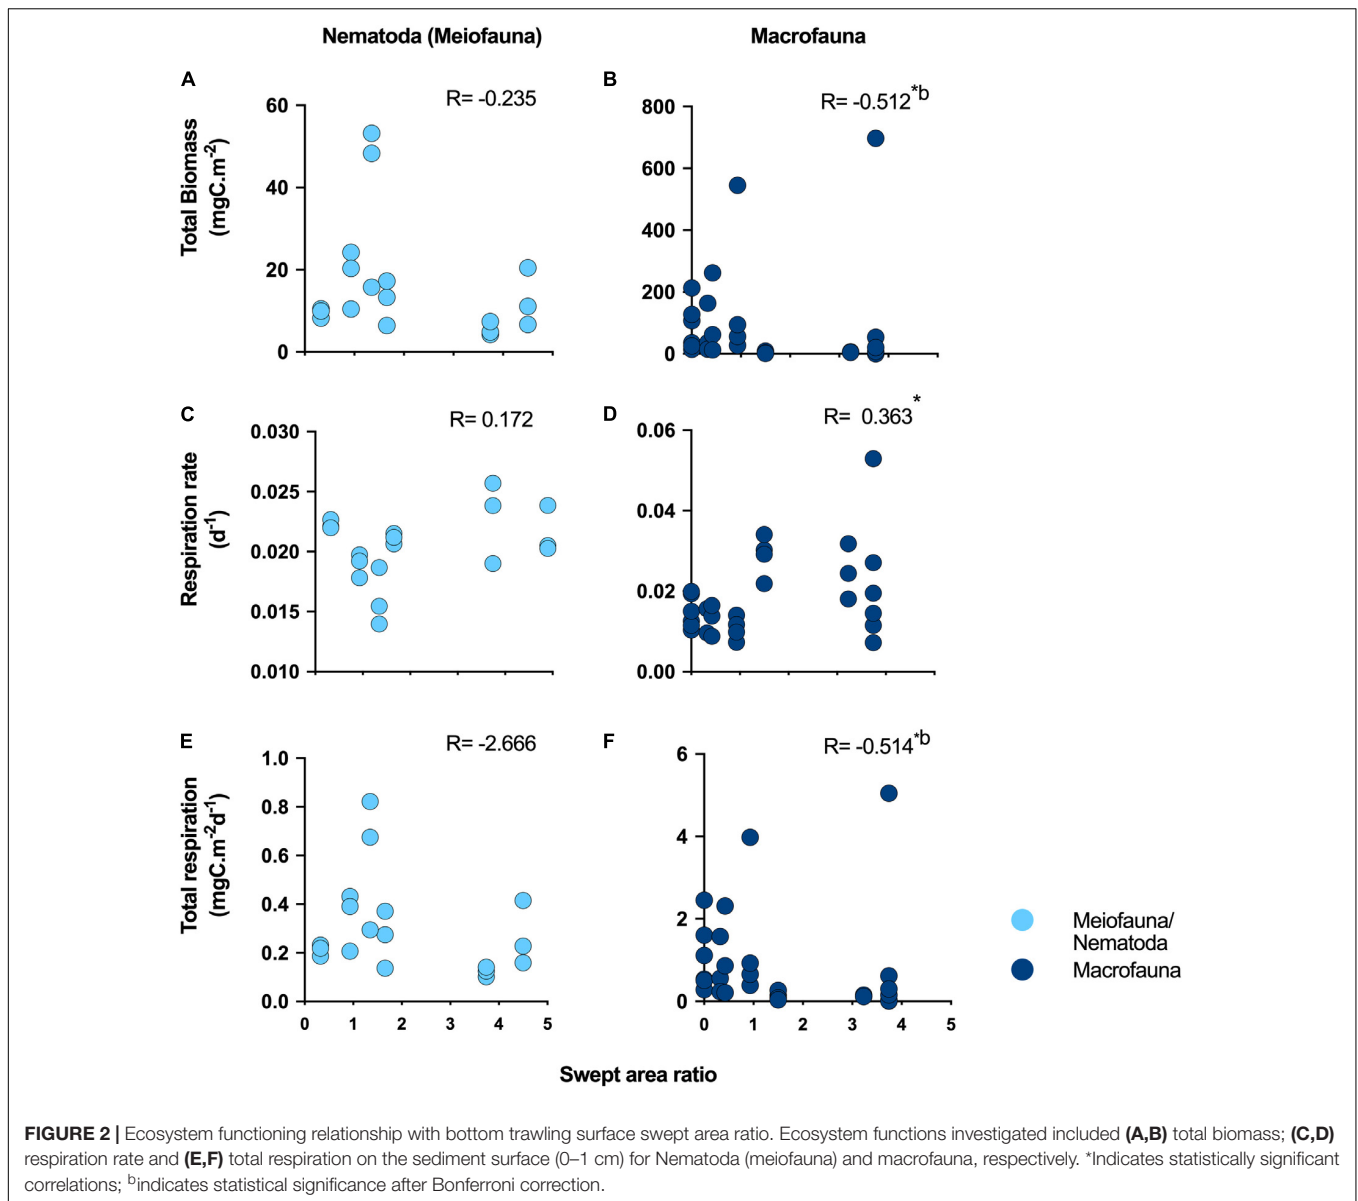 Nematoda (Meiofauna)
Macrofauna
A
R= -0.235
60
40
20
0
Total Biomass
(mgC.m-2)
B
R= -0.512*b
800
600
400
200
0
C
R= 0.172
0.030
0.025
0.020
0.015
0.010
Respiration rate
(d-1)
D
R= 0.363*
0.06
0.04
0.02
0.00
E
R= -2.666
1.0
0.8
0.6
0.4
0.2
0.0
Total respiration
(mgC.m-2d-1)
0 1 2 3 4 5
F
R= -0.514*b
6
4
2
0
0 1 2 3 4 5
Meiofauna/
Nematoda
Macrofauna
Swept area ratio
FIGURE 2 | Ecosystem functioning relationship with bottom trawling surface swept area ratio. Ecosystem functions investigated included (A,B) total biomass; (C,D)
respiration rate and (E,F) total respiration on the sediment surface (0–1 cm) for Nematoda (meiofauna) and macrofauna, respectively. *Indicates statistically significant
correlations; bindicates statistical significance after Bonferroni correction.